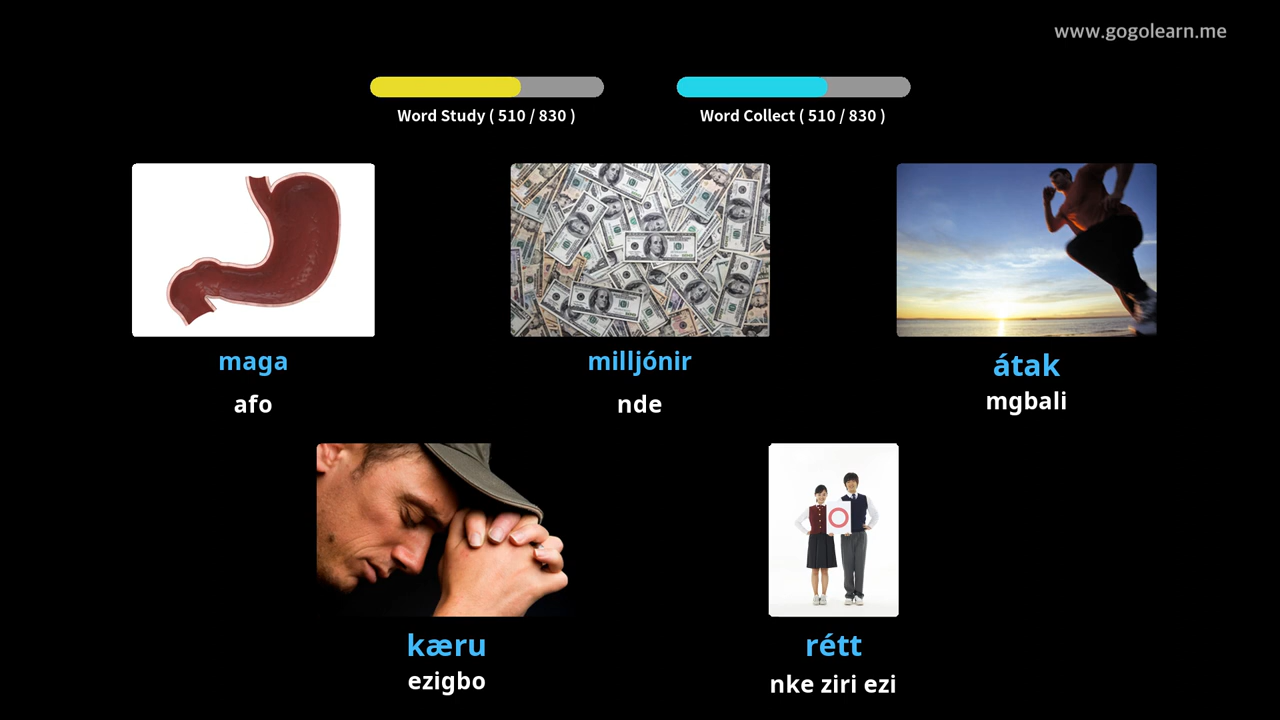 www.gogolearn.me
Word Study ( 510 / 830 )
Word Collect ( 510 / 830 )
maga
afo
milljónir
nde
átak
mgbali
kæru
ezigbo
rétt
nke ziri ezi